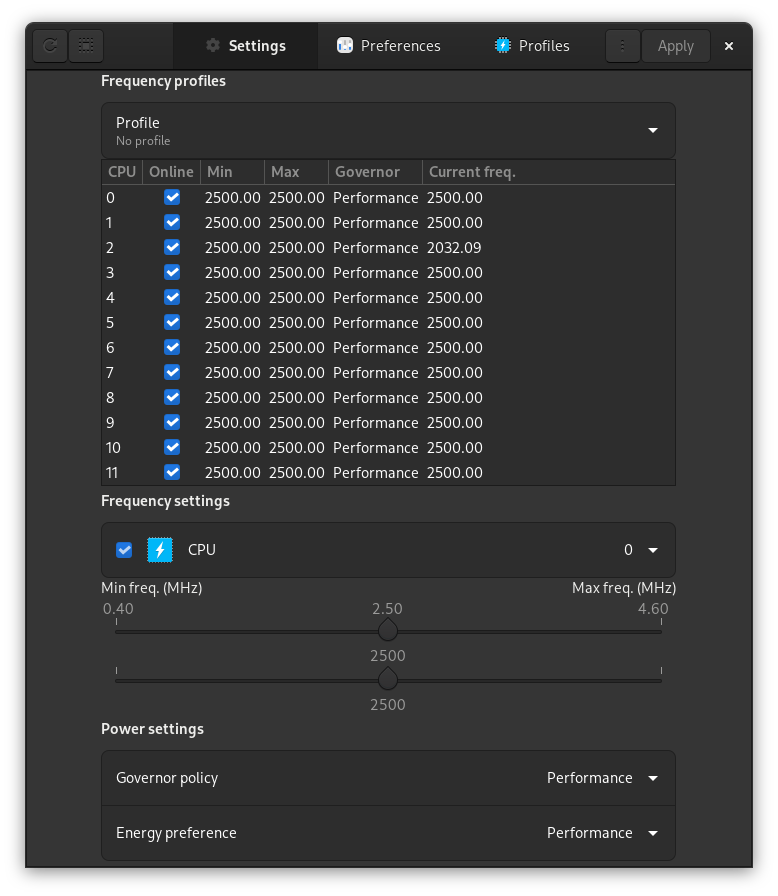 Settings Preferences Profiles Apply
Frequency profiles
Profile
No profile
CPU Online Min Max Governor Current freq.
0 2500.00 2500.00 Performance 2500.00
1 2500.00 2500.00 Performance 2500.00
2 2500.00 2500.00 Performance 2032.09
3 2500.00 2500.00 Performance 2500.00
4 2500.00 2500.00 Performance 2500.00
5 2500.00 2500.00 Performance 2500.00
6 2500.00 2500.00 Performance 2500.00
7 2500.00 2500.00 Performance 2500.00
8 2500.00 2500.00 Performance 2500.00
9 2500.00 2500.00 Performance 2500.00
10 2500.00 2500.00 Performance 2500.00
11 2500.00 2500.00 Performance 2500.00
Frequency settings
CPU 0
Min freq. (MHz) Max freq. (MHz)
0.40 2.50 4.60
2500
2500
Power settings
Governor policy Performance
Energy preference Performance